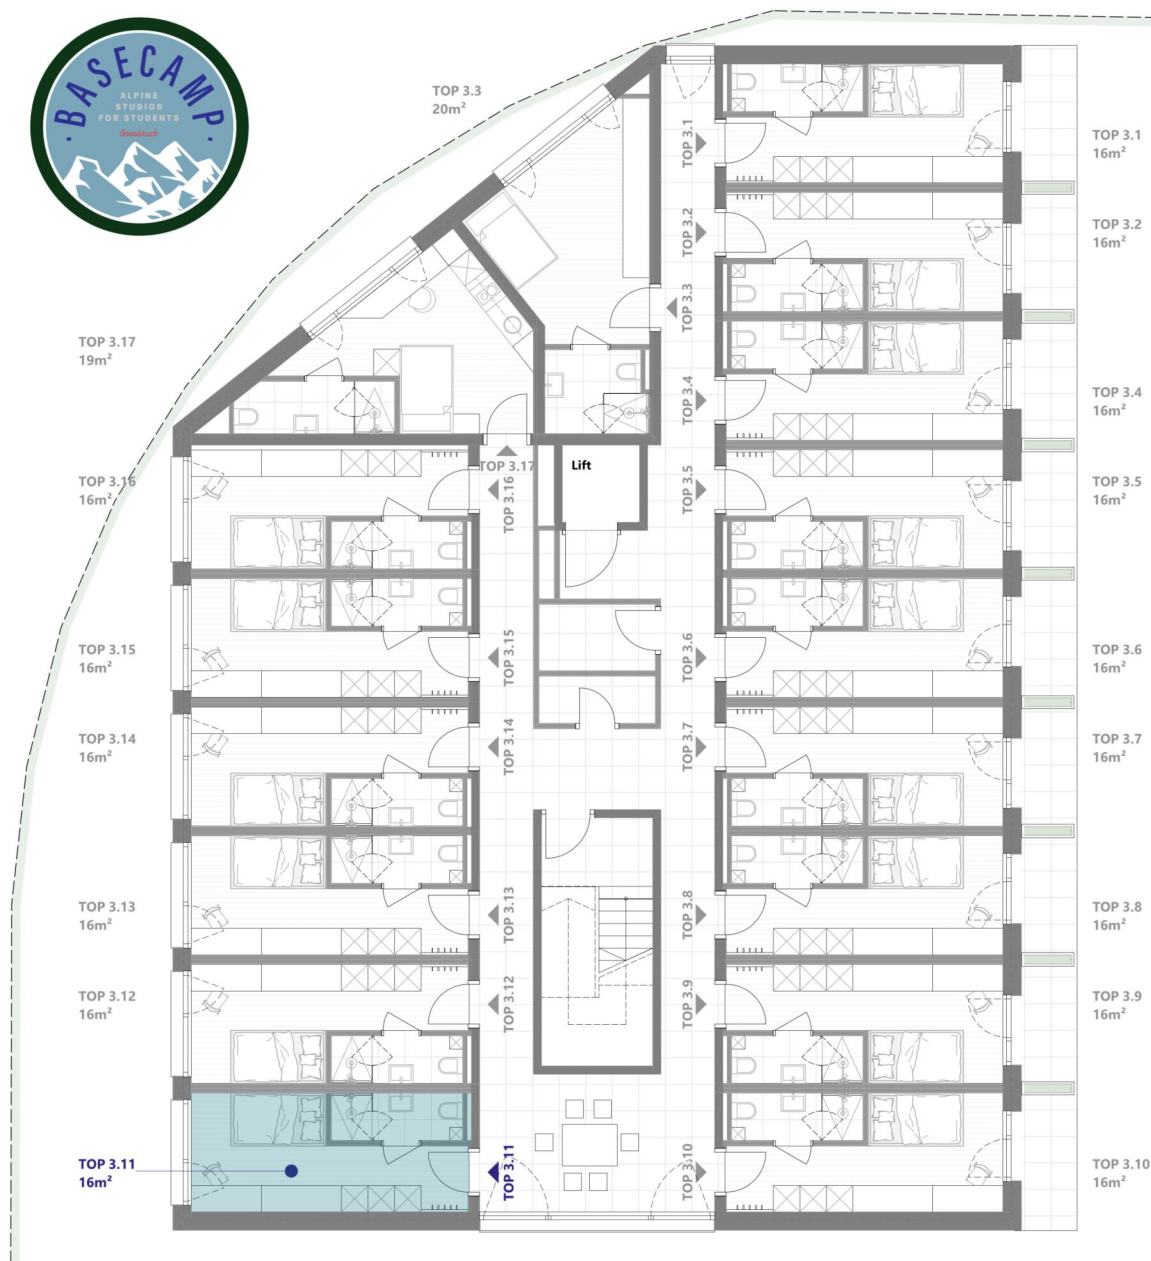 BASECAMP
ALPINE
STUDIOS
FOR STUDENTS
Innsbruck
TOP 3.3
20m²
TOP 3.17
19m²
TOP 3.16
16m²
TOP 3.15
16m²
TOP 3.14
16m²
TOP 3.13
16m²
TOP 3.12
16m²
TOP 3.11
16m²
TOP 3.17
Lift
TOP 3.16
TOP 3.15
TOP 3.14
TOP 3.13
TOP 3.12
TOP 3.11
TOP 3.1
TOP 3.2
TOP 3.3
TOP 3.4
TOP 3.5
TOP 3.6
TOP 3.7
TOP 3.8
TOP 3.9
TOP 3.10
TOP 3.1
16m²
TOP 3.2
16m²
TOP 3.4
16m²
TOP 3.5
16m²
TOP 3.6
16m²
TOP 3.7
16m²
TOP 3.8
16m²
TOP 3.9
16m²
TOP 3.10
16m²